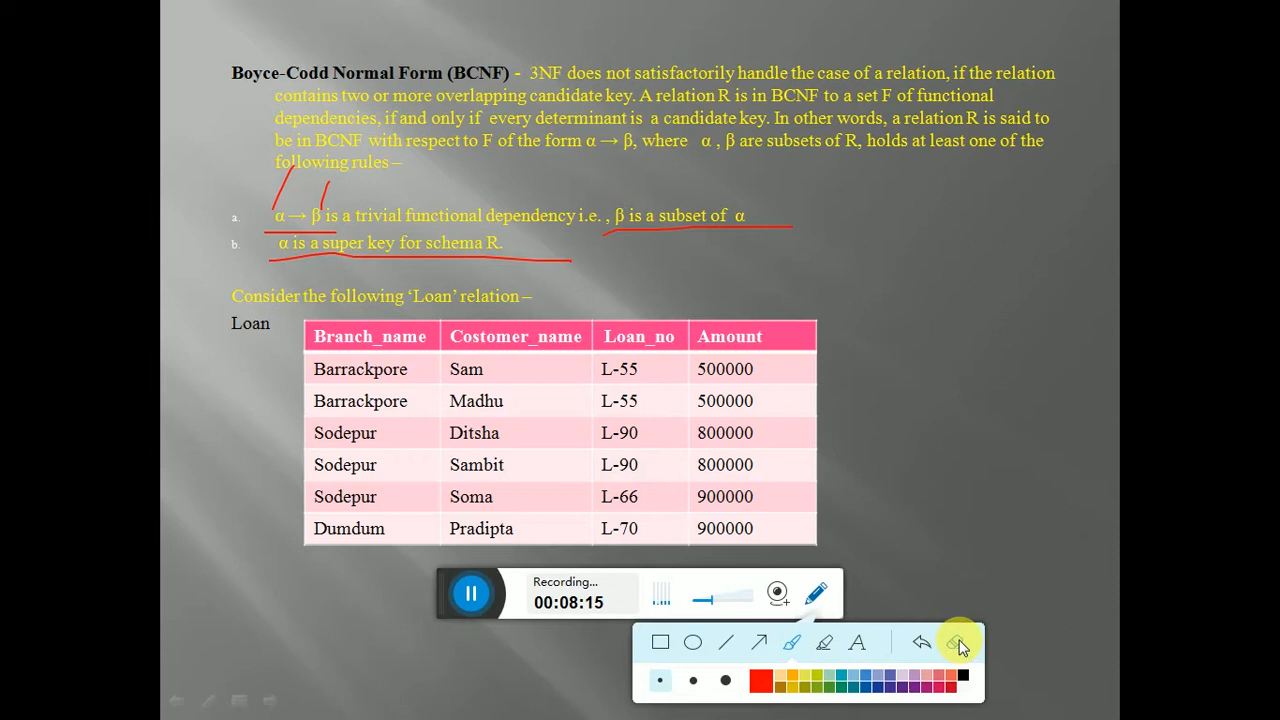 Boyce-Codd Normal Form (BCNF) - 3NF does not satisfactorily handle the case of a relation, if the relation
contains two or more overlapping candidate key. A relation R is in BCNF to a set F of functional
dependencies, if and only if every determinant is a candidate key. In other words, a relation R is said to
be in BCNF with respect to F of the form α → β, where α , β are subsets of R, holds at least one of the
following rules –
a. α → β is a trivial functional dependency i.e. , β is a subset of α
b. α is a super key for schema R.
Consider the following ‘Loan’ relation –
Loan
Branch_name Costomer_name Loan_no Amount
Barrackpore Sam L-55 500000
Barrackpore Madhu L-55 500000
Sodepur Ditsha L-90 800000
Sodepur Sambit L-90 800000
Sodepur Soma L-66 900000
Dumdum Pradipta L-70 900000
Recording...
00:08:15
A